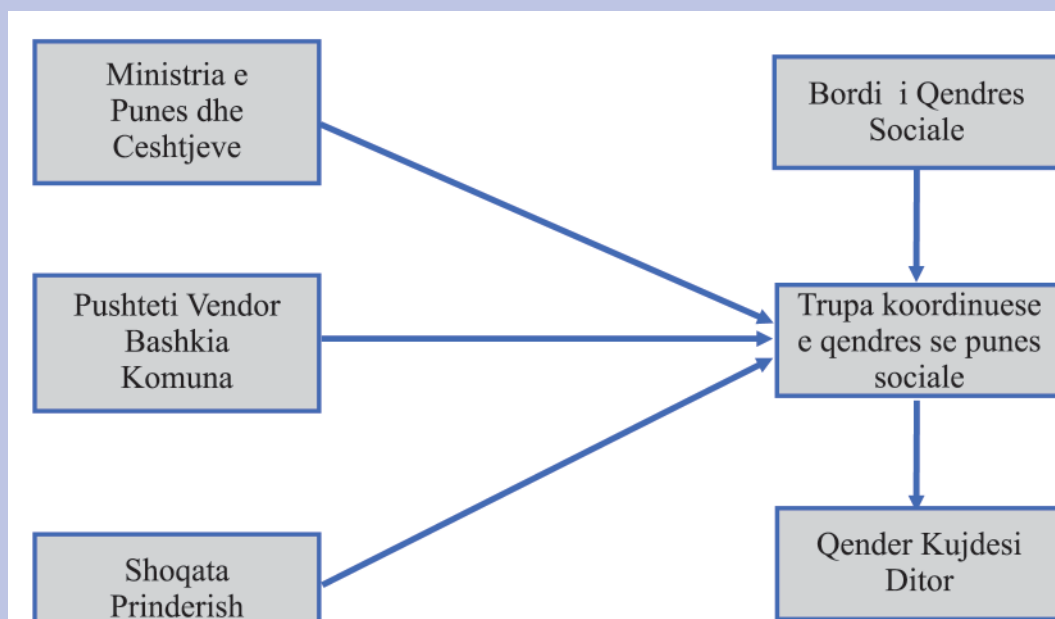 Ministria e
Punes dhe
Ceshtjeve
Bordi i Qendres
Sociale
Pushteti Vendor
Bashkia
Komuna
Trupa koordinuese
e qendres se punes
sociale
Shoqata
Prinderish
Qender Kujdesi
Ditor